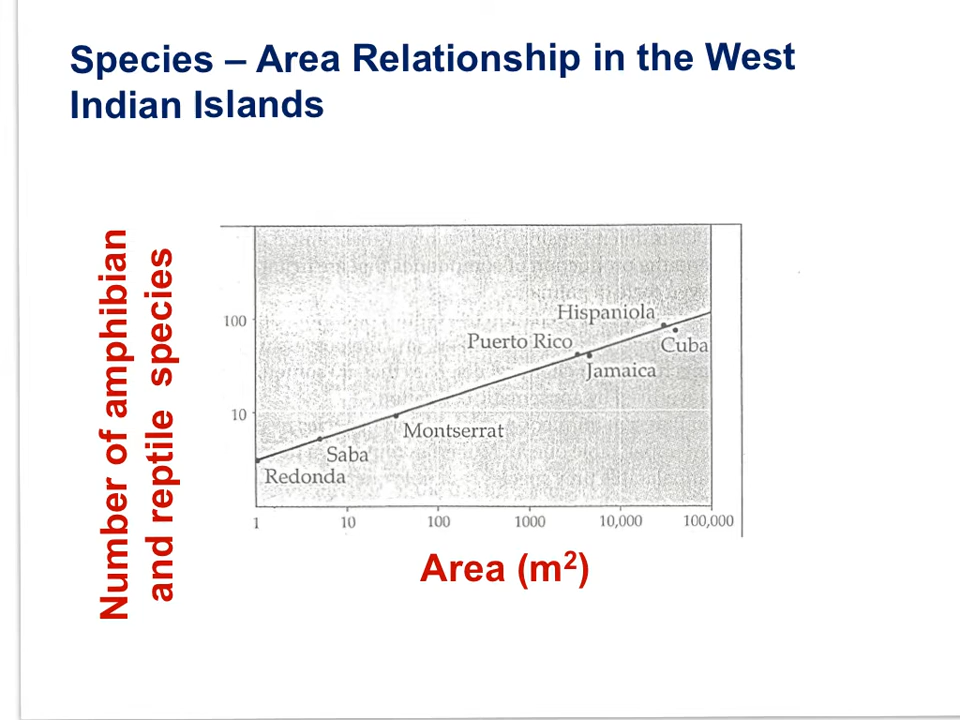 Species – Area Relationship in the West
Indian Islands
Number of amphibian
and reptile species
100
10
Hispaniola
Puerto Rico
Cuba
Jamaica
Montserrat
Saba
Redonda
1 10 100 1000 10,000 100,000
Area (m²)